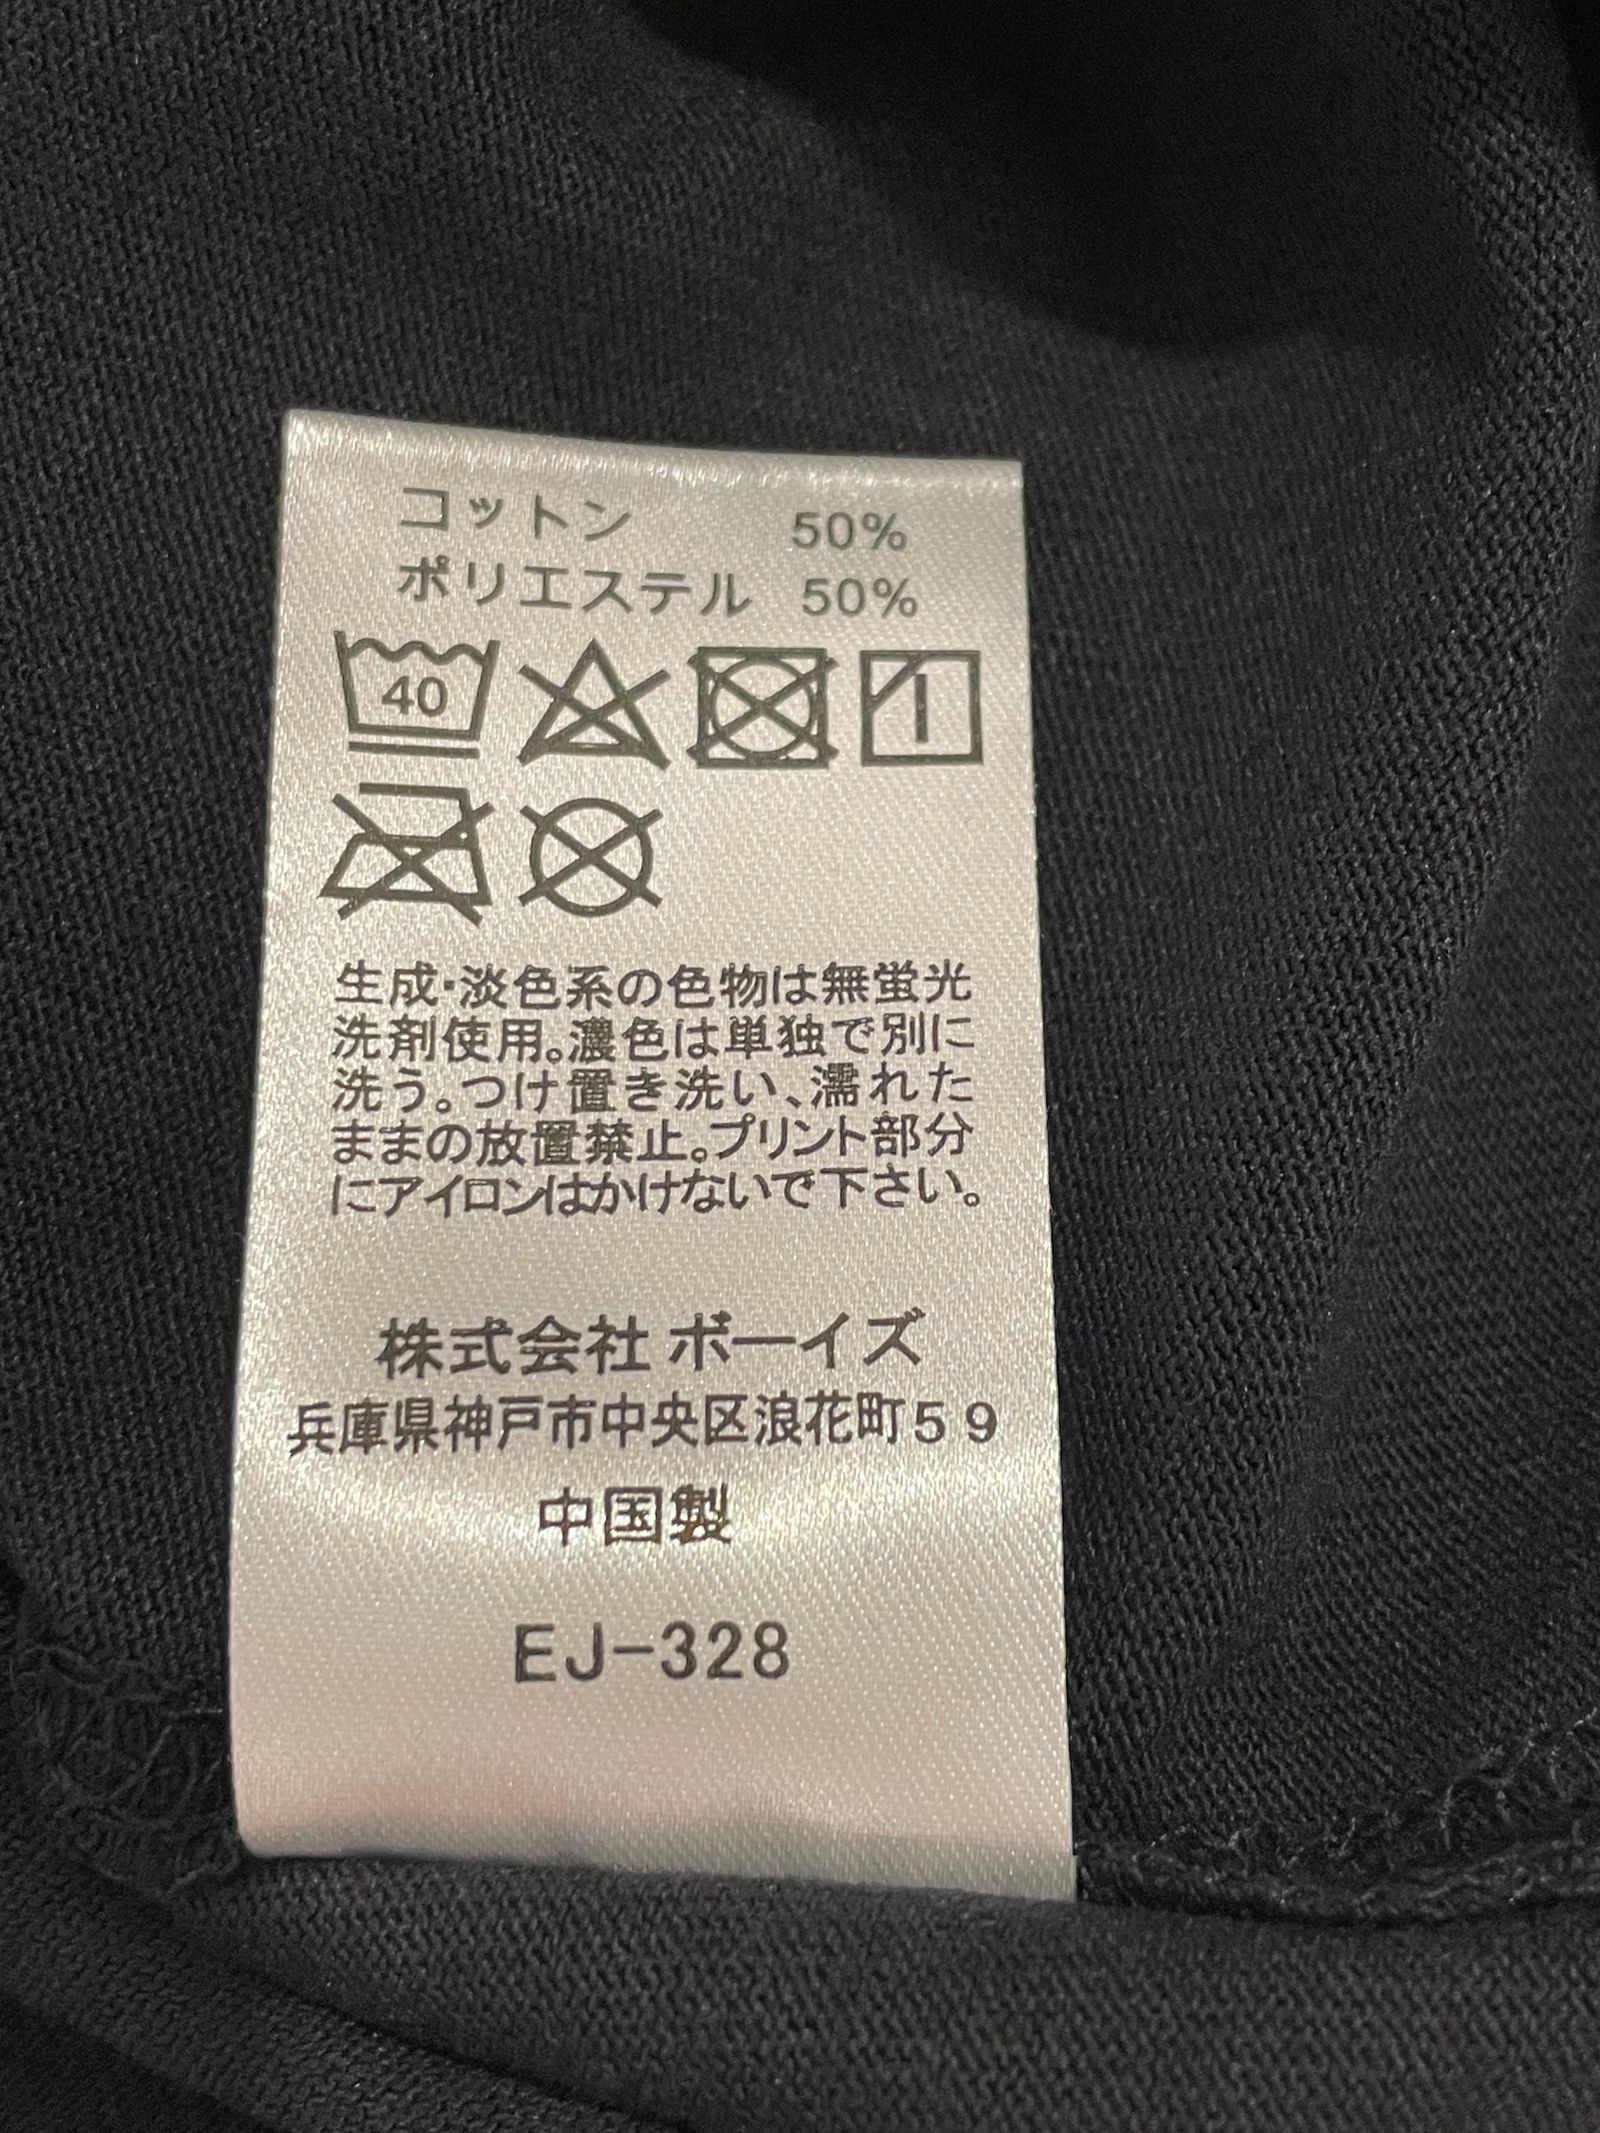 コットン 50%
ポリエステル 50%
40
生成・淡色系の色物は無蛍光
洗剤使用。濃色は単独で別に
洗う。つけ置き洗い、濡れた
ままの放置禁止。プリント部分
にアイロンはかけないで下さい。
株式会社 ボーイズ
兵庫県神戸市中央区浪花町59
中国製
EJ-328